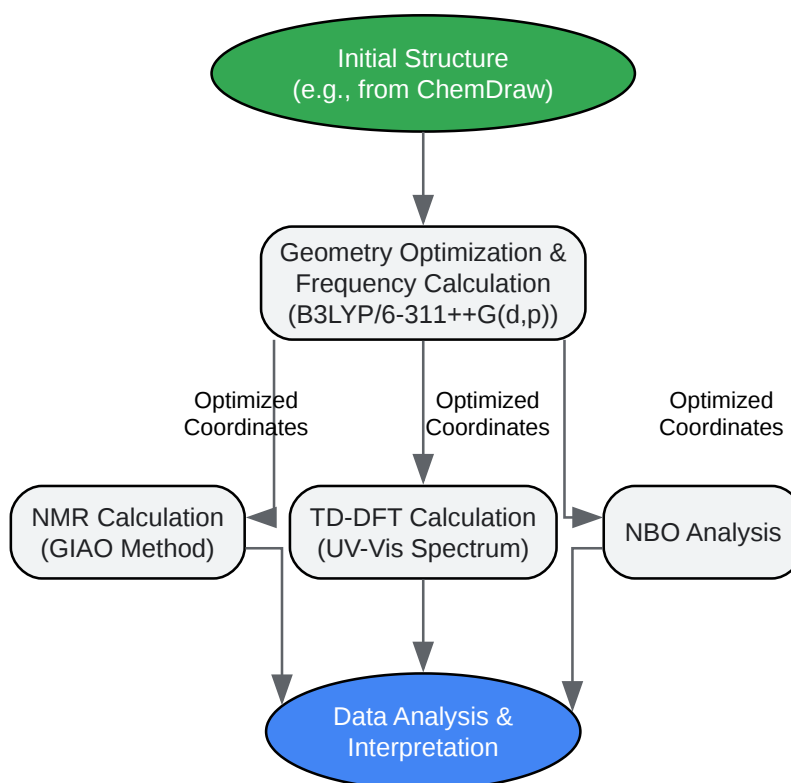 Initial Structure
(e.g., from ChemDraw)
Geometry Optimization &
Frequency Calculation
(B3LYP/6-311++G(d,p))
Optimized
Coordinates
Optimized
Coordinates
Optimized
Coordinates
NMR Calculation
(GIAO Method)
TD-DFT Calculation
(UV-Vis Spectrum)
NBO Analysis
Data Analysis &
Interpretation